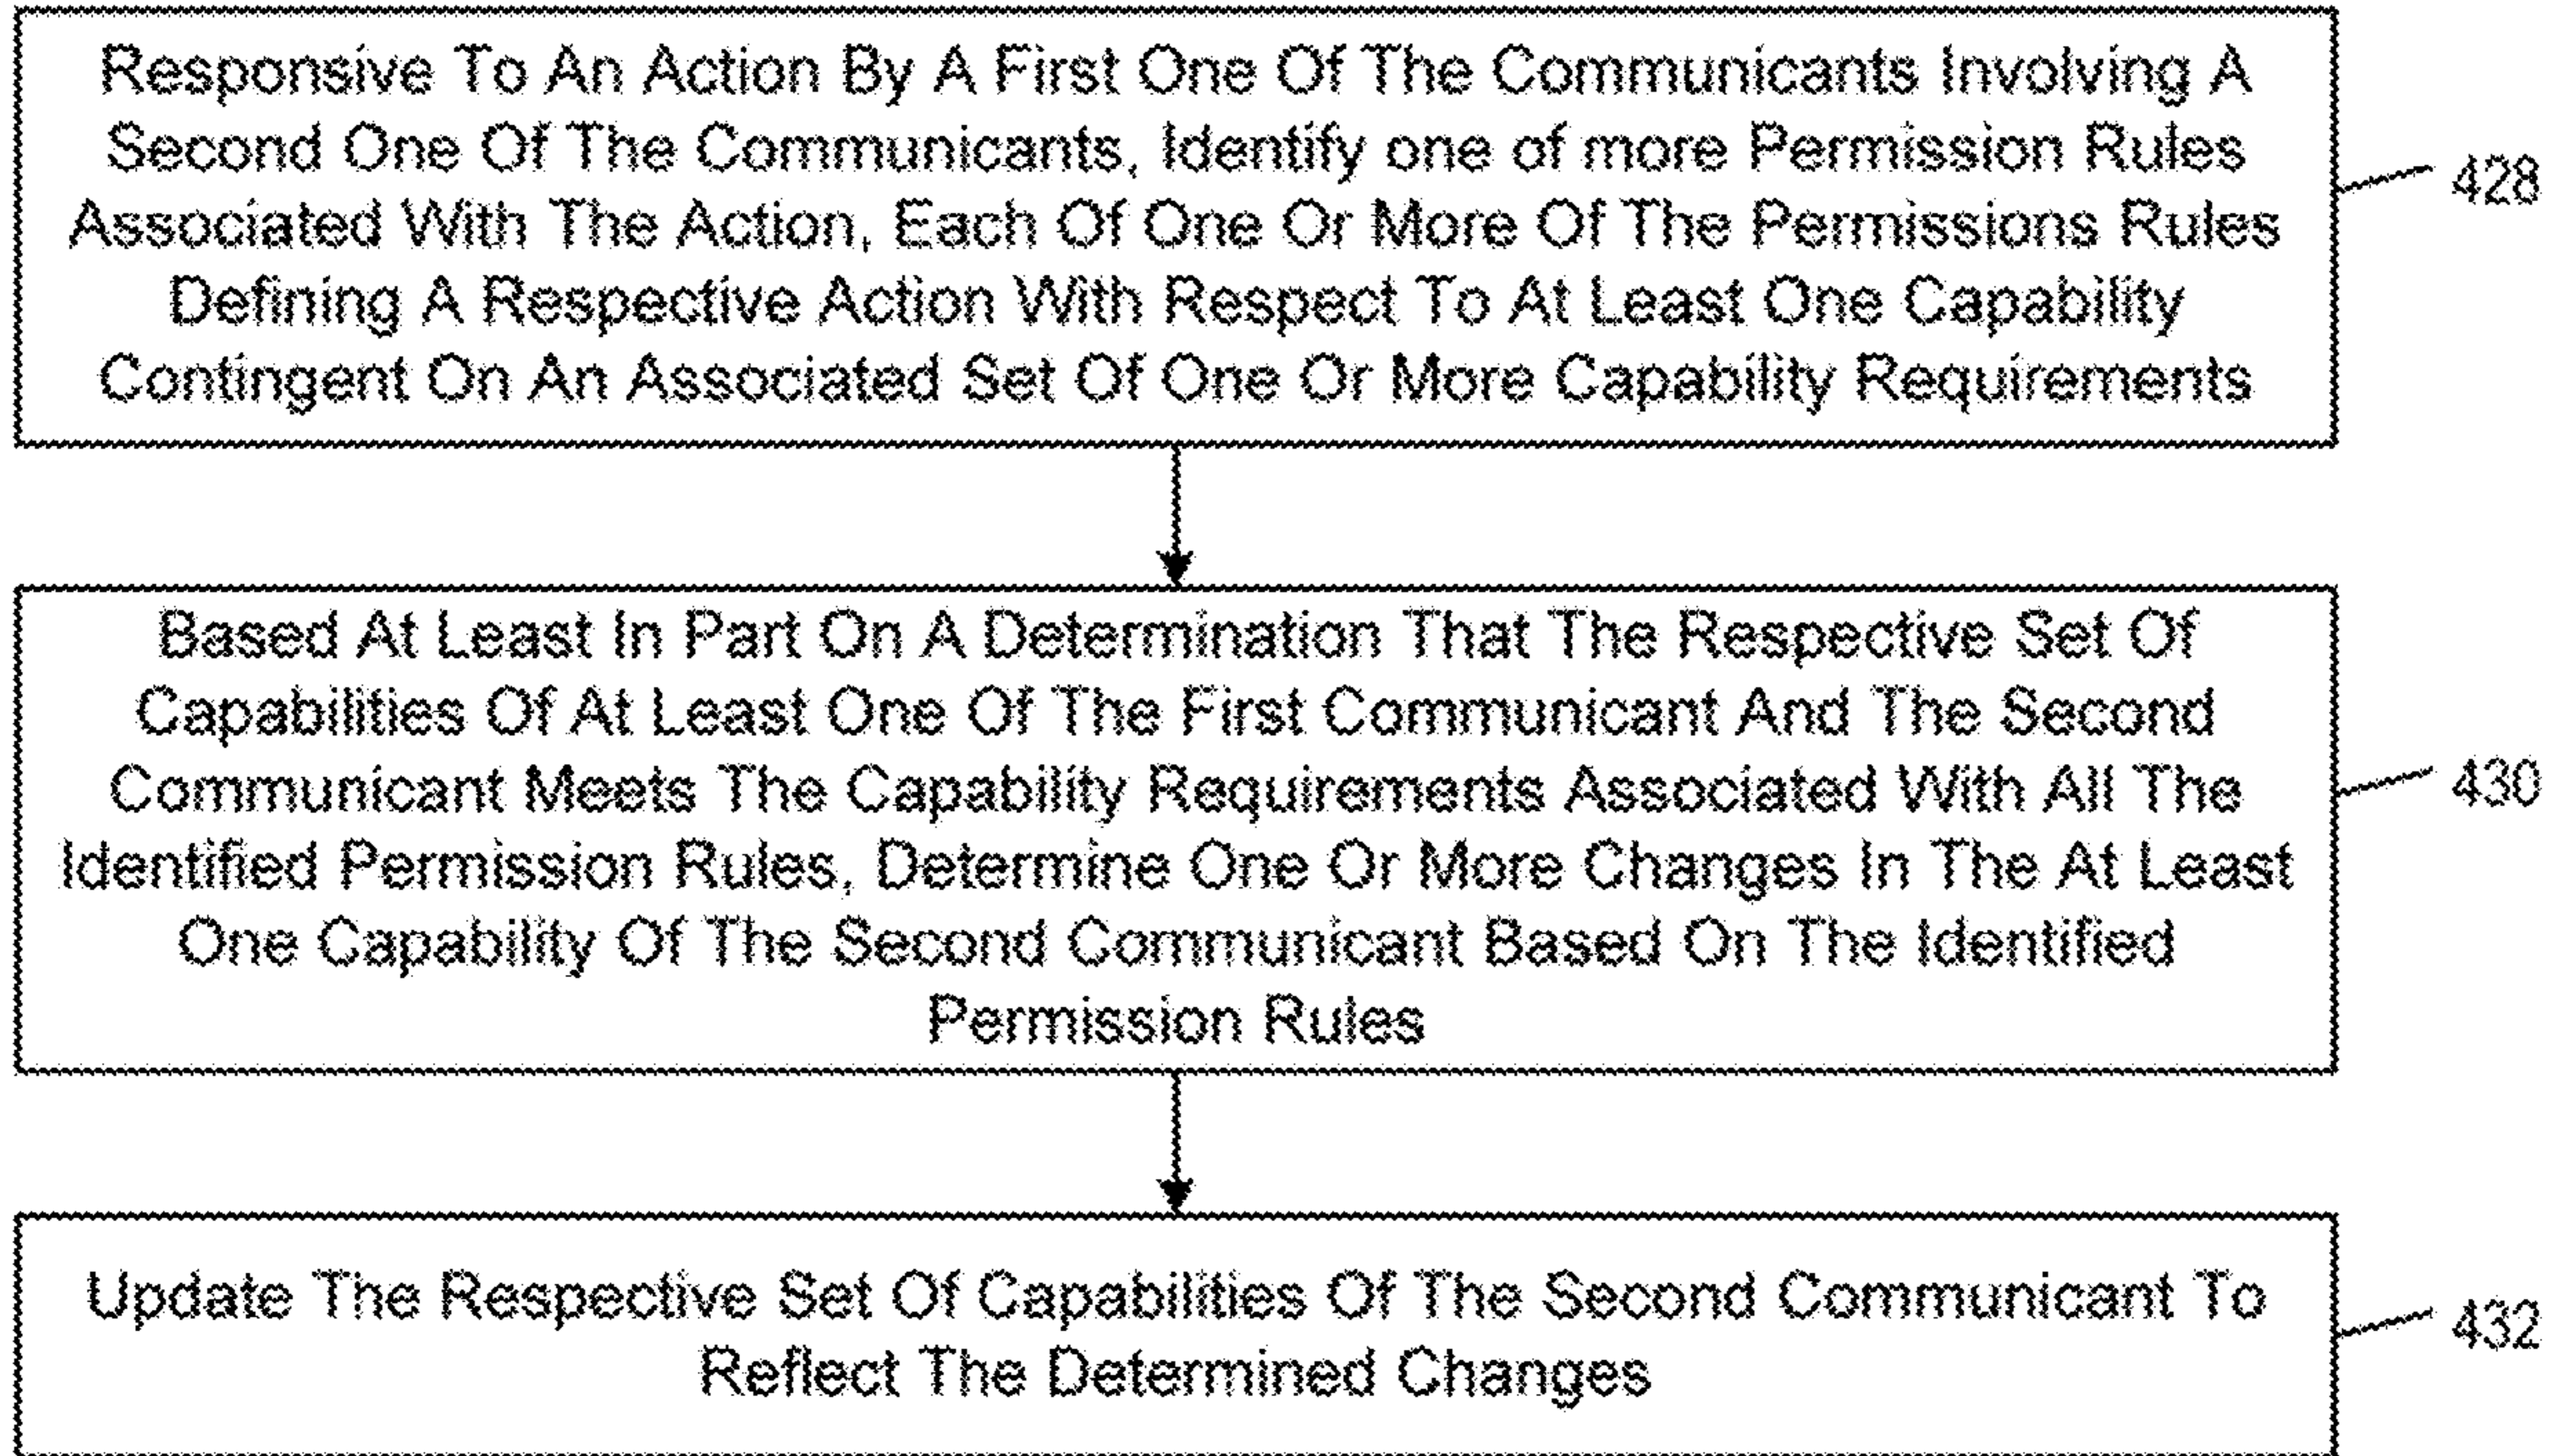 Responsive To An Action By A First One Of The Communicants Involving A
Second One Of The Communicants, Identify one of more Permission Rules
Associated With The Action, Each Of One Or More Of The Permissions Rules
Defining A Respective Action With Respect To At Least One Capability
Contingent On An Associated Set Of One Or More Capability Requirements
428
Based At Least In Part On A Determination That The Respective Set Of
Capabilities Of At Least One Of The First Communicant And The Second
Communicant Meets The Capability Requirements Associated With All The
Identified Permission Rules, Determine One Or More Changes In The At Least
One Capability Of The Second Communicant Based On The Identified
Permission Rules
430
Update The Respective Set Of Capabilities Of The Second Communicant To
Reflect The Determined Changes
432